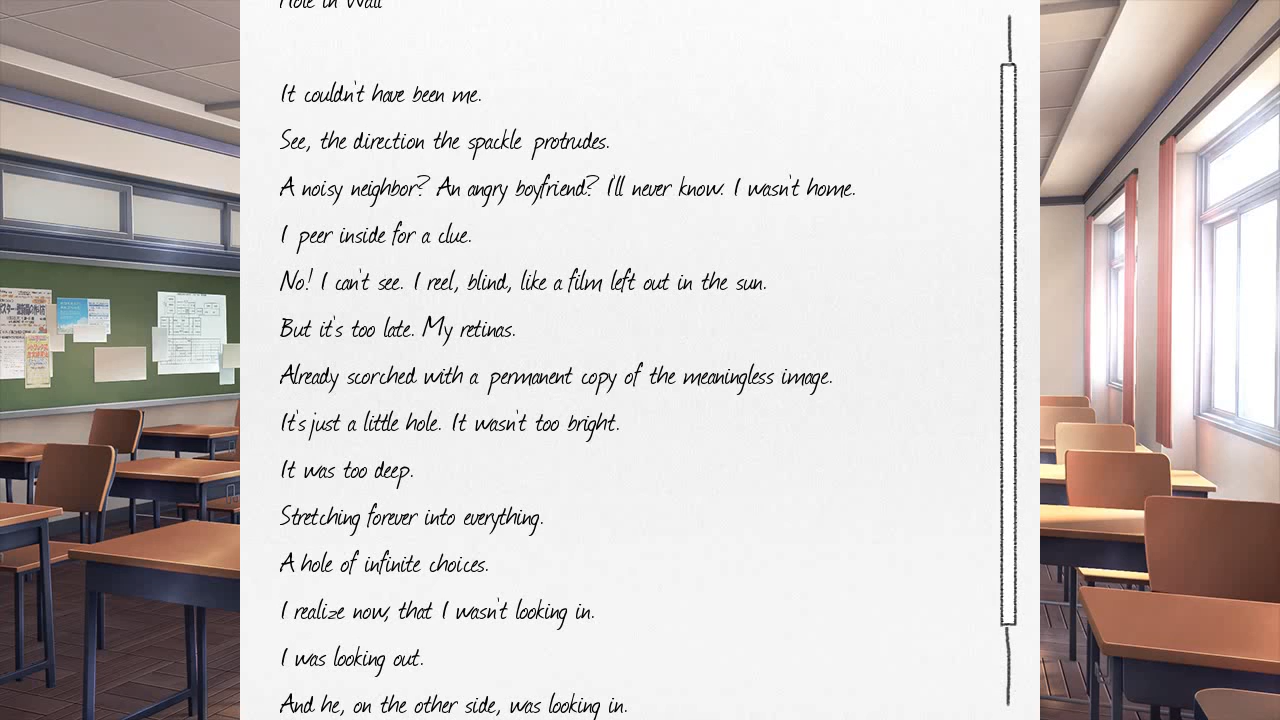 Hole in Wall
It couldn't have been me.
See, the direction the spackle protrudes.
A noisy neighbor? An angry boyfriend? I'll never know. I wasn't home.
I peer inside for a clue.
No! I can't see. I reel, blind, like a film left out in the sun.
But it's too late. My retinas.
Already scorched with a permanent copy of the meaningless image.
It's just a little hole. It wasn't too bright.
It was too deep.
Stretching forever into everything.
A hole of infinite choices.
I realize now, that I wasn't looking in.
I was looking out.
And he, on the other side, was looking in.